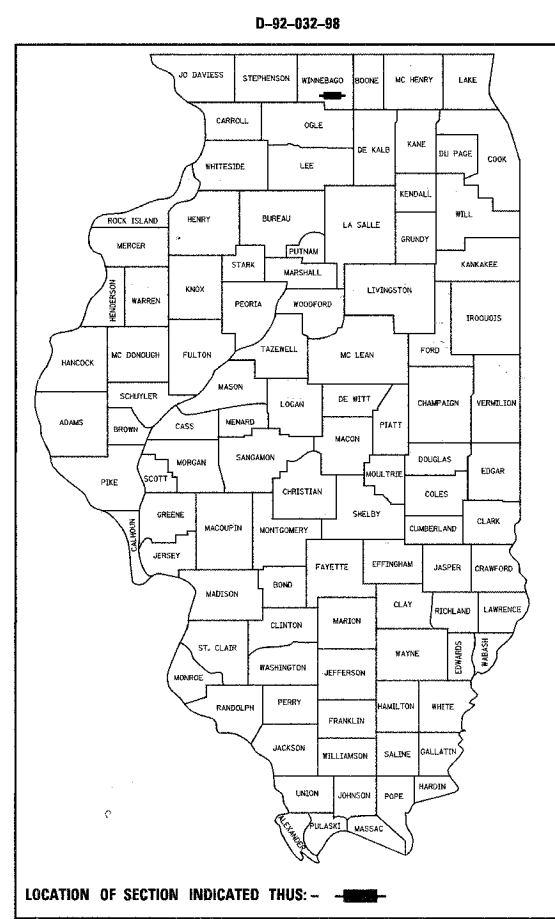 D-92-032-98
JO DAVIESS STEPHENSON WINNEBAGO BOONE MC HENRY LAKE
CARROLL OGLE
DE KALB KANE DU PAGE COOK
WHITESIDE LEE
KENDALL WILL
ROCK ISLAND HENRY BUREAU LA SALLE
MERCER PUTNAM GRUNDY
STARK MARSHALL KANKAKEE
HENDERSON WARREN KNOX PEORIA WOODFORD LIVINGSTON IROQUOIS
HANCOCK MC DONOUGH FULTON TAZEWELL MC LEAN FORD
MASON
SCHUYLER LOGAN DE WITT CHAMPAIGN VERMILION
ADAMS BROWN CASS MENARD MACON PIATT
MORGAN SANGAMON DOUGLAS EDGAR
PIKE SCOTT CHRISTIAN MOULTRIE COLES
GREENE MACOUPIN SHELBY
CALHOUN MONTGOMERY CUMBERLAND CLARK
JERSEY
FAYETTE EFFINGHAM JASPER CRAWFORD
MADISON BOND
CLAY RICHLAND LAWRENCE
CLINTON MARION
ST. CLAIR WAYNE EDWARDS WABASH
WASHINGTON JEFFERSON
MONROE
RANDOLPH PERRY HAMILTON WHITE
FRANKLIN
JACKSON WILLIAMSON SALINE GALLATIN
UNION JOHNSON POPE HARDIN
ALEXANDER PULASKI MASSAC
LOCATION OF SECTION INDICATED THUS: -